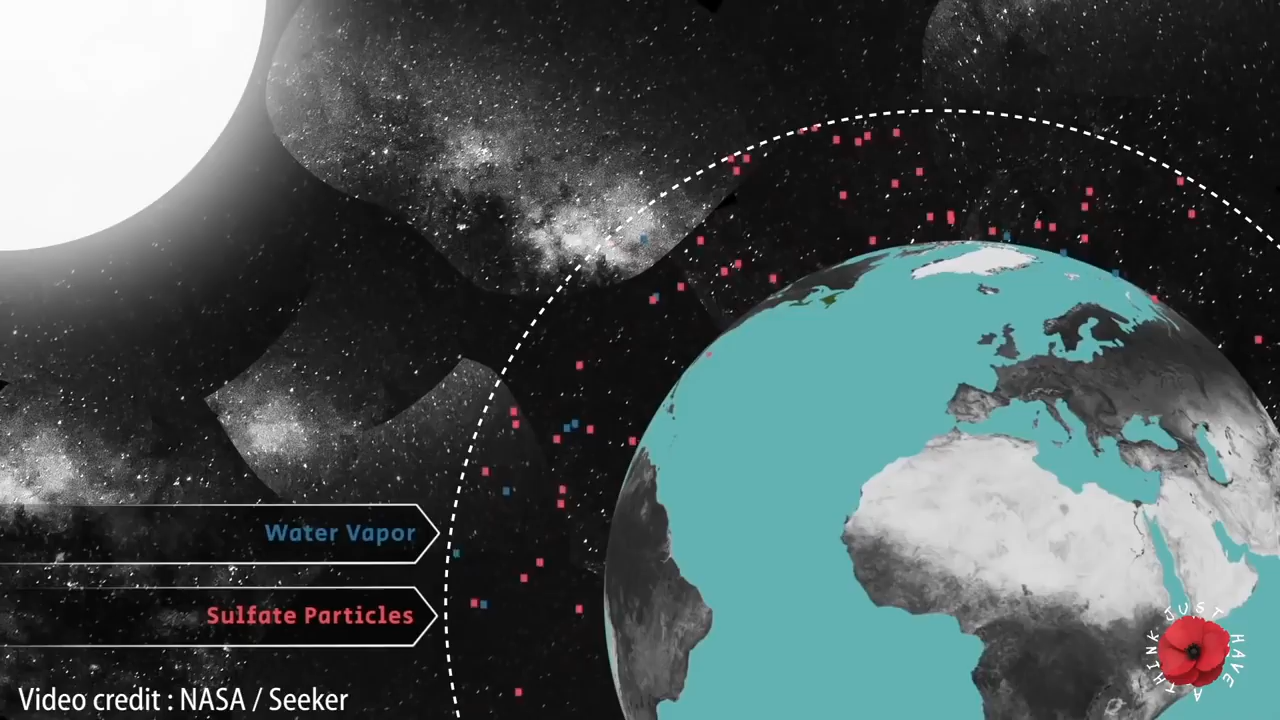 Water Vapor
Sulfate Particles
Video credit : NASA / Seeker
JUST HAVE A THINK